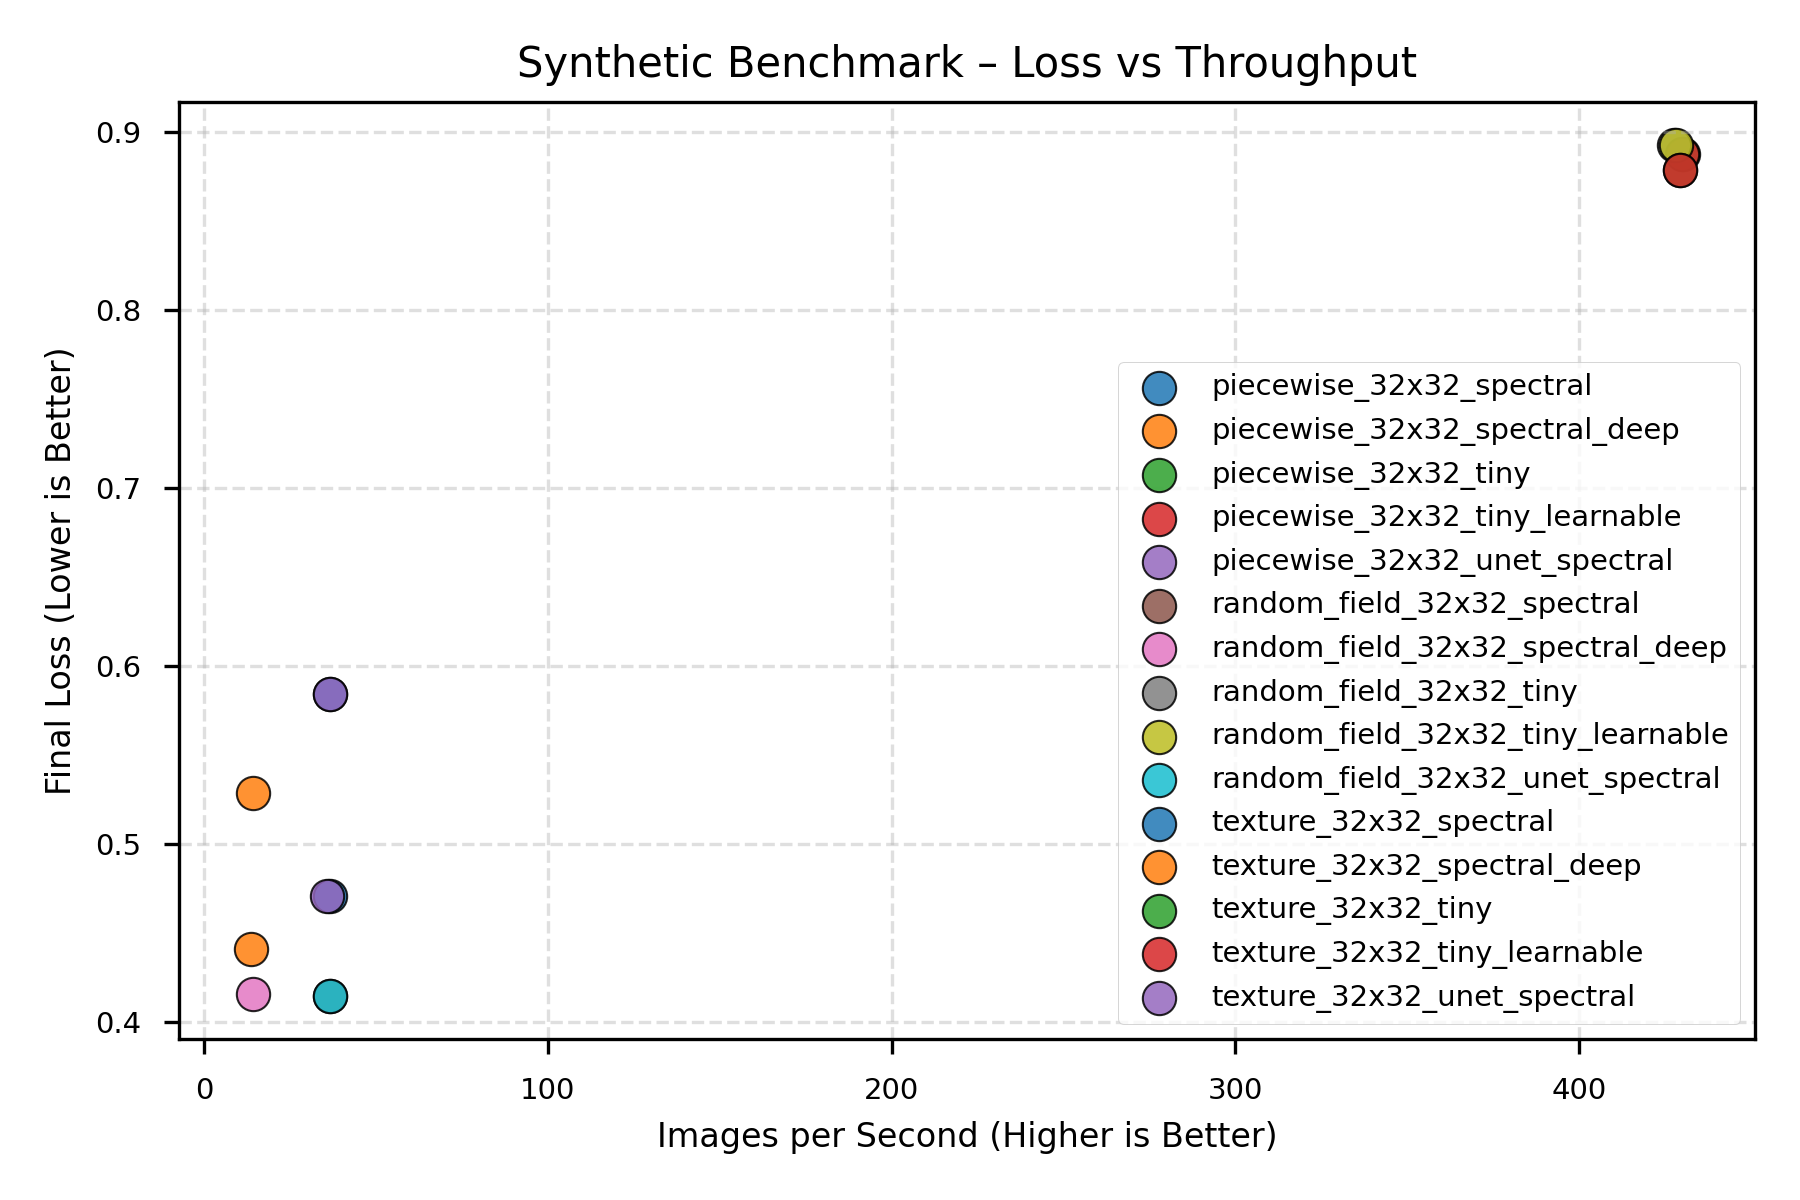 Synthetic Benchmark – Loss vs Throughput
Final Loss (Lower is Better)
0.9
0.8
0.7
0.6
0.5
0.4
piecewise_32x32_spectral
piecewise_32x32_spectral_deep
piecewise_32x32_tiny
piecewise_32x32_tiny_learnable
piecewise_32x32_unet_spectral
random_field_32x32_spectral
random_field_32x32_spectral_deep
random_field_32x32_tiny
random_field_32x32_tiny_learnable
random_field_32x32_unet_spectral
texture_32x32_spectral
texture_32x32_spectral_deep
texture_32x32_tiny
texture_32x32_tiny_learnable
texture_32x32_unet_spectral
0 100 200 300 400
Images per Second (Higher is Better)